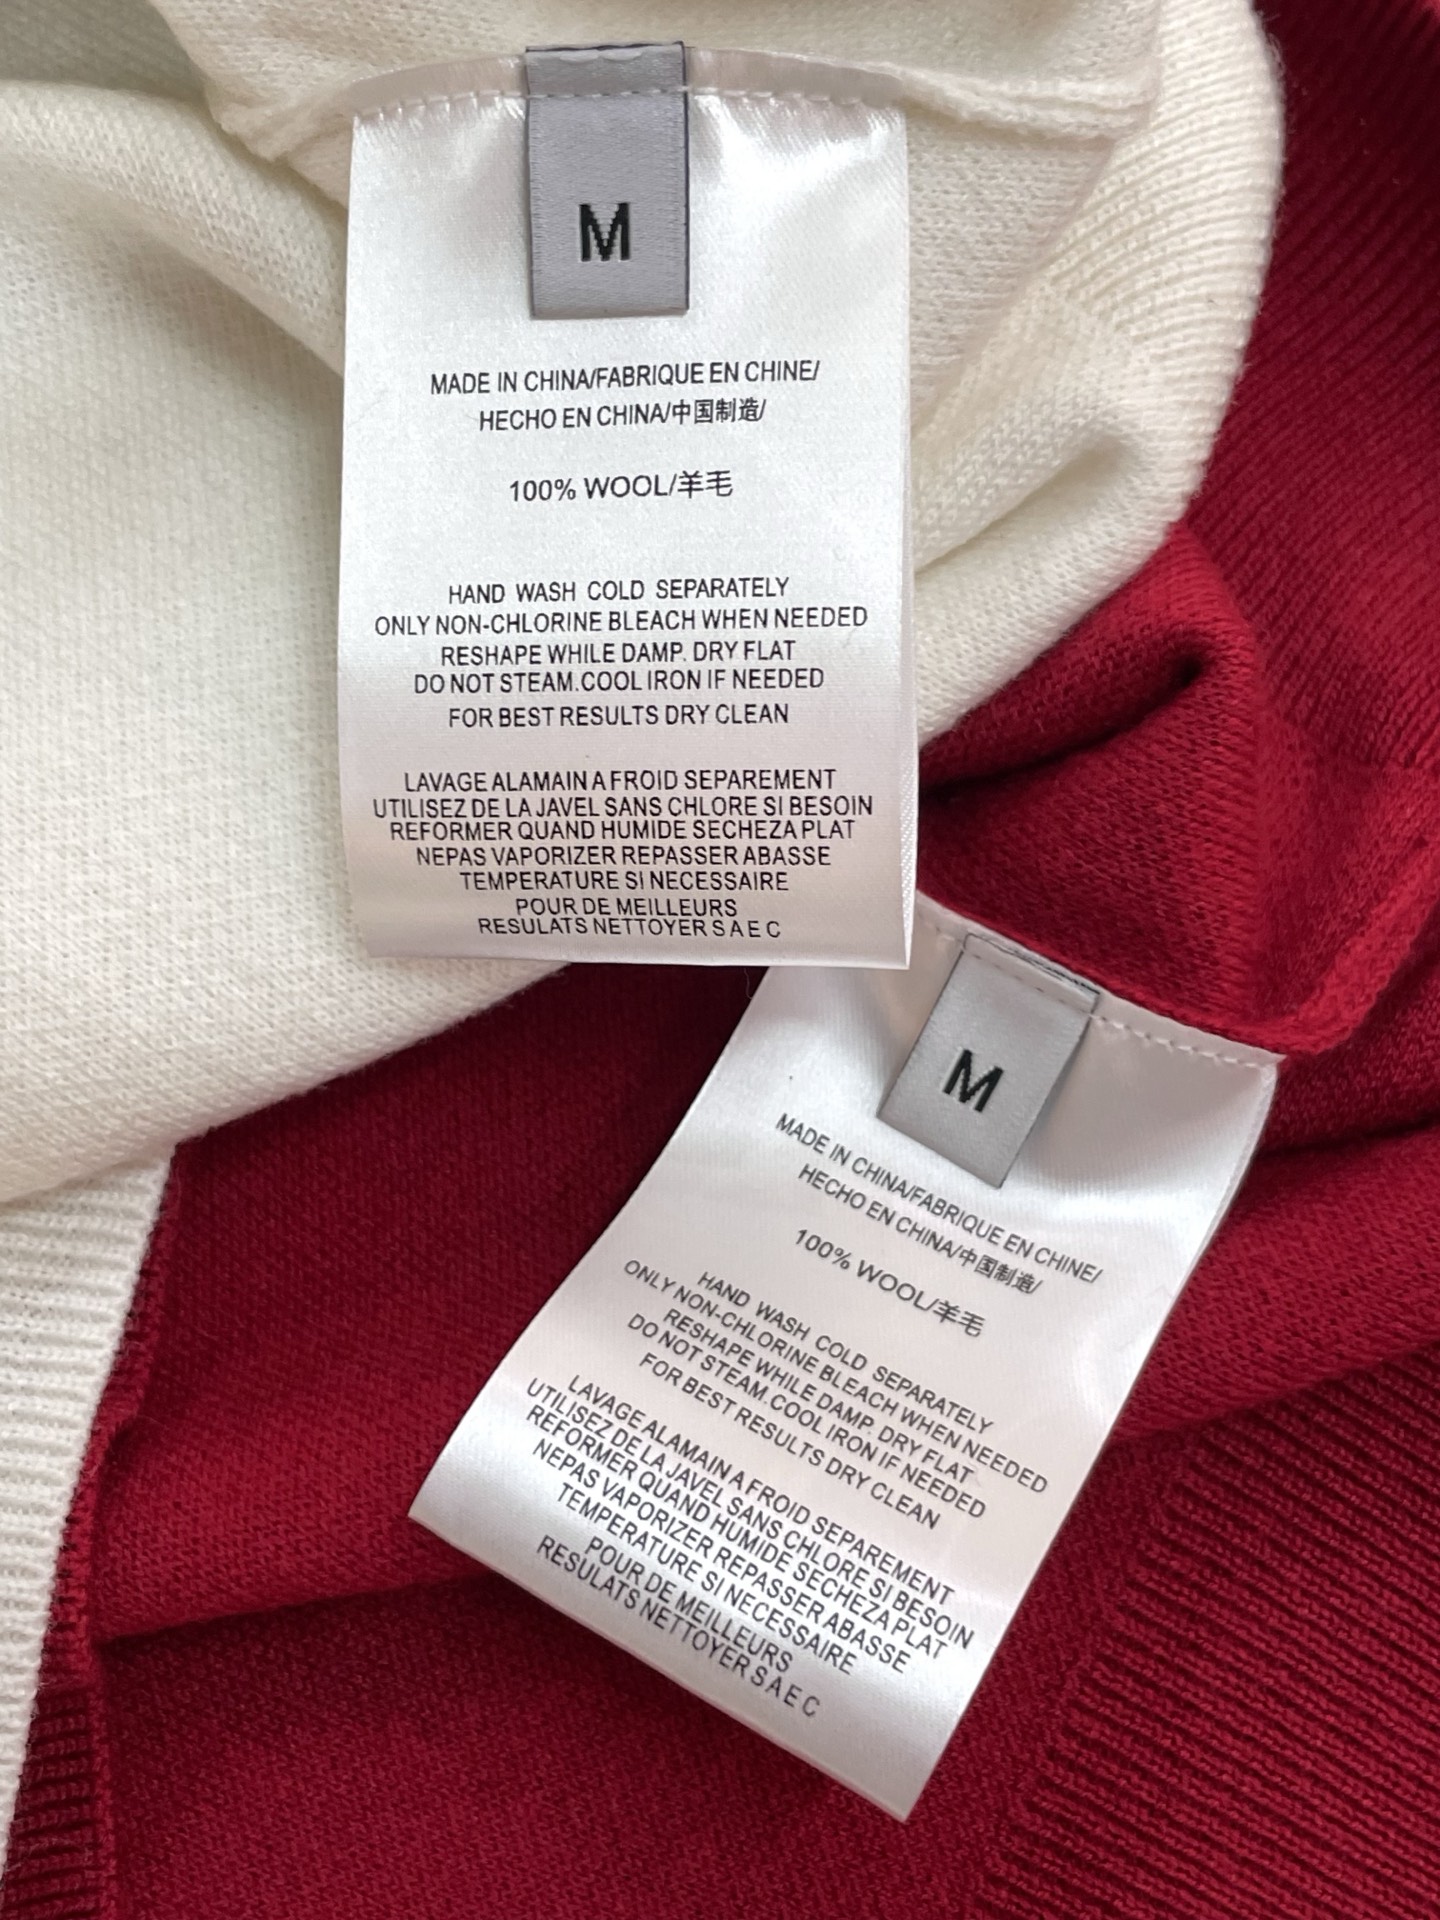 M
MADE IN CHINA/FABRIQUE EN CHINE/
HECHO EN CHINA/中国制造/
100% WOOL/羊毛
HAND WASH COLD SEPARATELY
ONLY NON-CHLORINE BLEACH WHEN NEEDED
RESHAPE WHILE DAMP. DRY FLAT
DO NOT STEAM.COOL IRON IF NEEDED
FOR BEST RESULTS DRY CLEAN
LAVAGE ALAMAIN A FROID SEPAREMENT
UTILISEZ DE LA JAVEL SANS CHLORE SI BESOIN
REFORMER QUAND HUMIDE SECHEZA PLAT
NEPAS VAPORIZER REPASSER ABASSE
TEMPERATURE SI NECESSAIRE
POUR DE MEILLEURS
RESULATS NETTOYER S A E C
M
MADE IN CHINA/FABRIQUE EN CHINE/
HECHO EN CHINA/中国制造/
100% WOOL/羊毛
HAND WASH COLD SEPARATELY
ONLY NON-CHLORINE BLEACH WHEN NEEDED
RESHAPE WHILE DAMP. DRY FLAT
DO NOT STEAM.COOL IRON IF NEEDED
FOR BEST RESULTS DRY CLEAN
LAVAGE ALAMAIN A FROID SEPAREMENT
UTILISEZ DE LA JAVEL SANS CHLORE SI BESOIN
REFORMER QUAND HUMIDE SECHEZA PLAT
NEPAS VAPORIZER REPASSER ABASSE
TEMPERATURE SI NECESSAIRE
POUR DE MEILLEURS
RESULATS NETTOYER S A E C